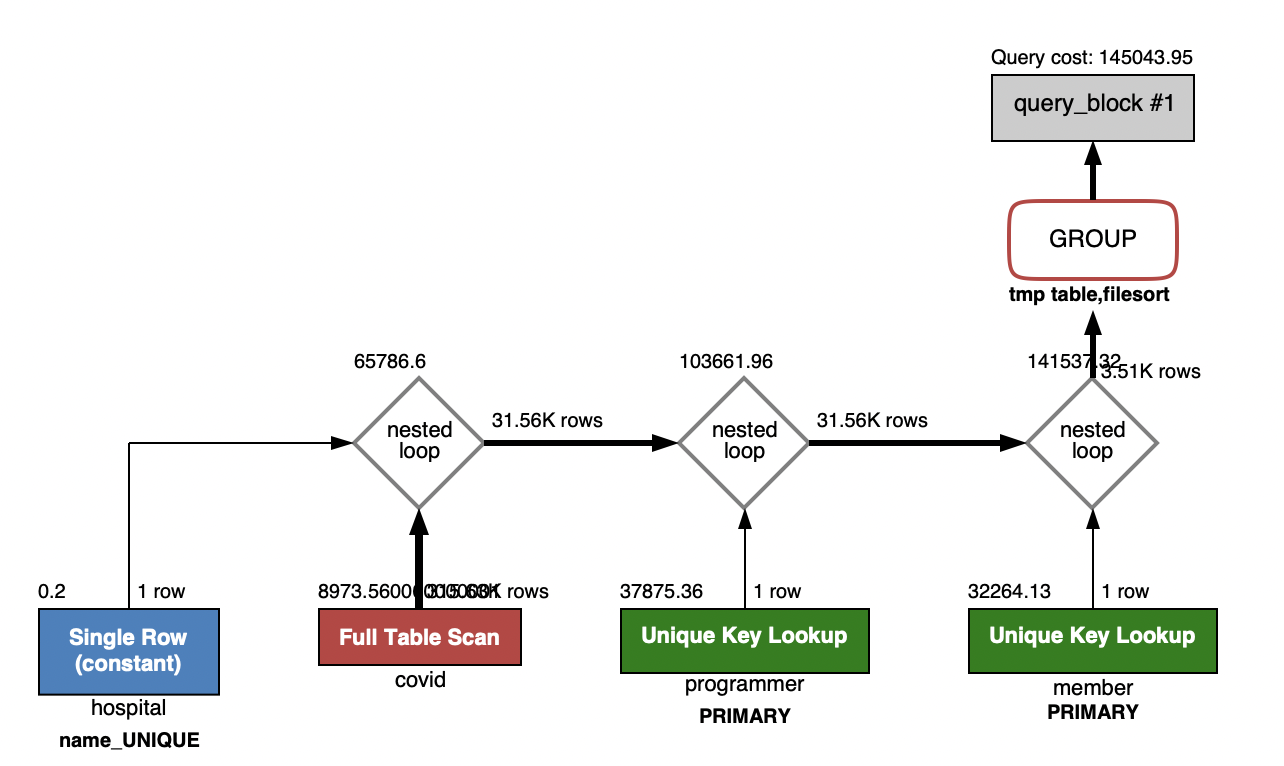 Query cost: 145043.95
query_block #1
GROUP
tmp table,filesort
65786.6
103661.96
141537.32
3.51K rows
nested
loop
31.56K rows
nested
loop
31.56K rows
nested
loop
0.2
1 row
rows
37875.36
1 row
32264.13
1 row
Single Row
(constant)
Full Table Scan
Unique Key Lookup
Unique Key Lookup
hospital
name_UNIQUE
covid
programmer
PRIMARY
member
PRIMARY